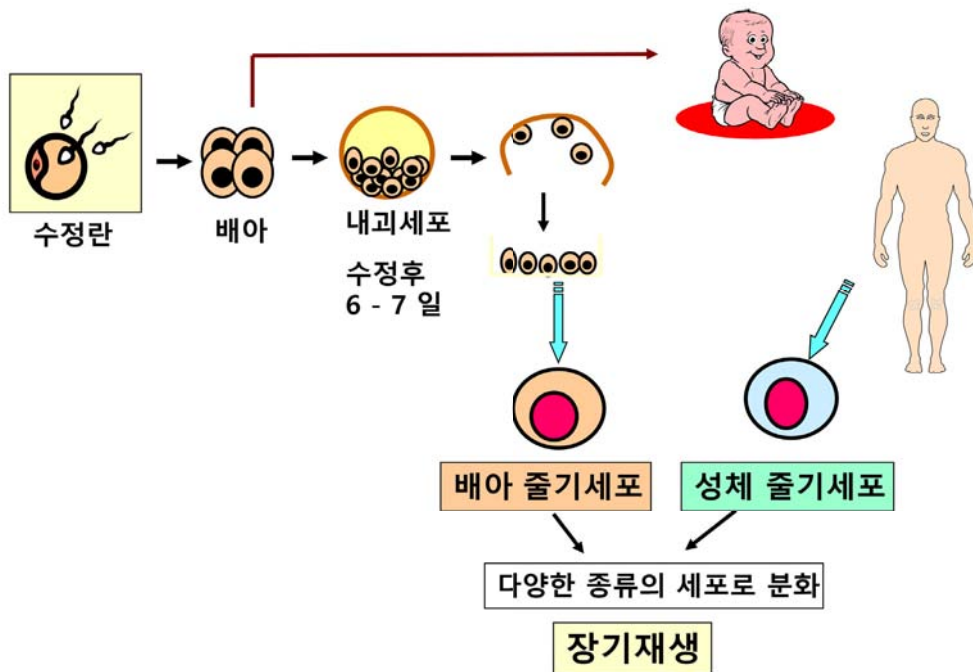 수정란
배아
내괴세포
수정후
6 - 7 일
배아 줄기세포
성체 줄기세포
다양한 종류의 세포로 분화
장기재생